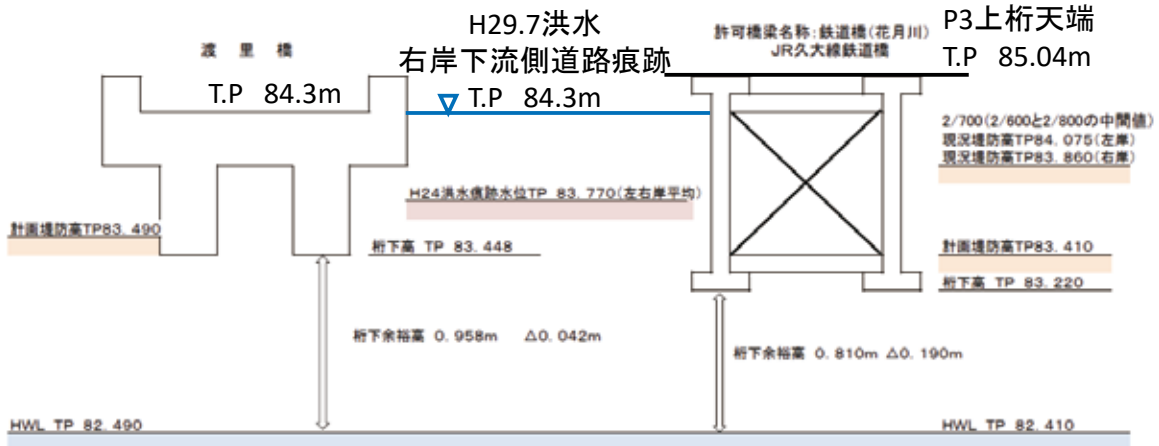 渡 里 橋
T.P 84.3m
H29.7洪水
右岸下流側道路痕跡
T.P 84.3m
許可橋梁名称:鉄道橋(花月川)
JR久大線鉄道橋
P3上桁天端
T.P 85.04m
2/700(2/600と2/800の中間値)
現況堤防高TP84.075(左岸)
現況堤防高TP83.860(右岸)
H24洪水痕跡水位TP 83.770(左右岸平均)
計画堤防高TP83.490
桁下高 TP 83.448
計画堤防高TP83.410
桁下高 TP 83.220
桁下余裕高 0.958m △0.042m
桁下余裕高 0.810m △0.190m
HWL TP 82.490
HWL TP 82.410